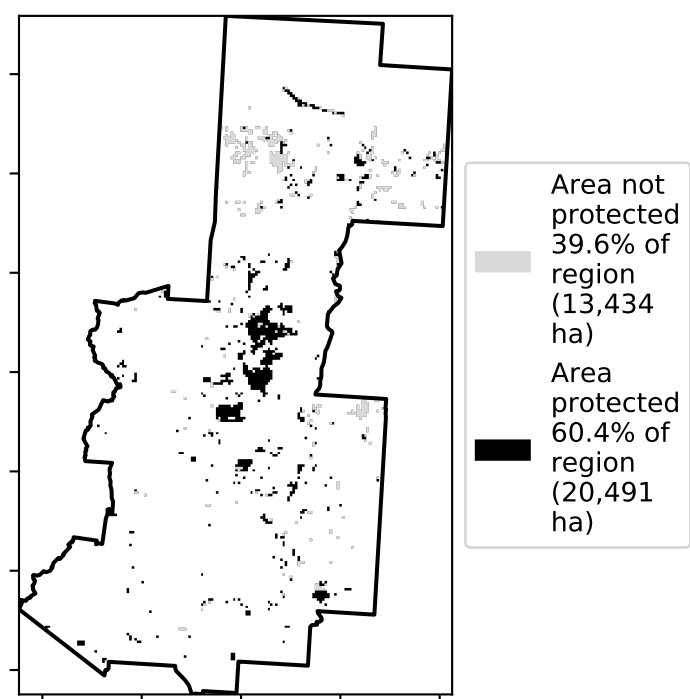 Area not
protected
39.6% of
region
(13,434
ha)
Area
protected
60.4% of
region
(20,491
ha)